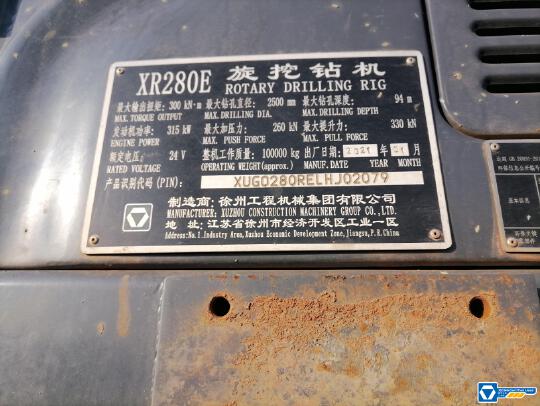 XR280E 旋挖钻机
ROTARY DRILLING RIG
最大输出扭矩: 300 kN·m 最大钻孔直径: 2500 mm 最大钻孔深度: 94 m
MAX. TORQUE OUTPUT MAX. DRILLING DIA. MAX. DRILLING DEPTH
发动机功率: 315 kW 最大加压力: 260 kN 最大提升力: 330 kN
ENGINE POWER MAX. PUSH FORCE MAX. PULL FORCE
额定电压: 24 V 整机工作质量: 100000 kg 出厂日期: 2021 年 01 月
RATED VOLTAGE OPERATING WEIGHT(approx.) MANUF. DATE YEAR MONTH
产品识别代码(PIN): XUG0280RELHJ02079
制造商: 徐州工程机械集团有限公司
MANUFACTURER: XUZHOU CONSTRUCTION MACHINERY GROUP CO., LTD.
地 址: 江苏省徐州市经济开发区工业一区
Address: No.1,Industry Area,Xuzhou Economic Development Zone,Jiangsu,P.R.China